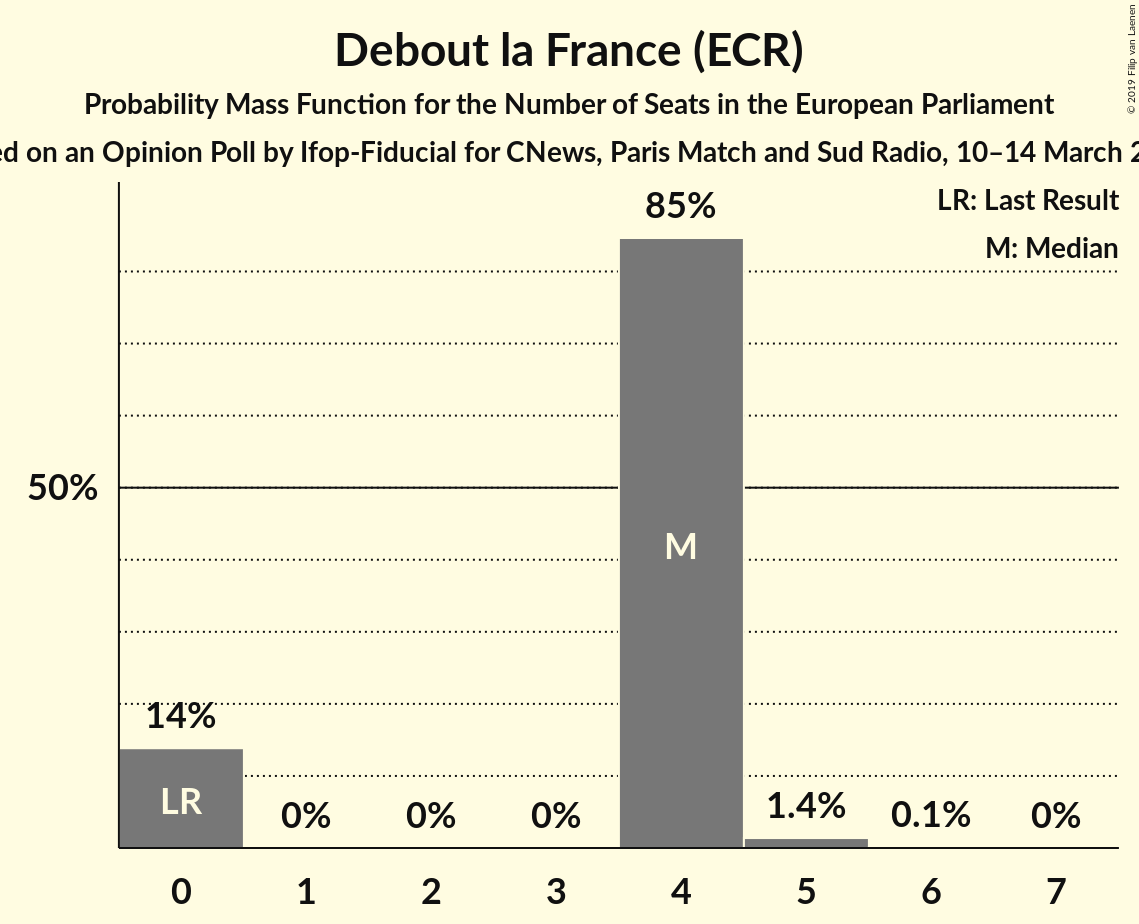 Debout la France (ECR)
Probability Mass Function for the Number of Seats in the European Parliament
on an Opinion Poll by Ifop-Fiducial for CNews, Paris Match and Sud Radio, 10–14 March
© 2019 Filip van Laenen
LR: Last Result
M: Median
85%
50%
M
14%
LR
0%
0%
0%
1.4%
0.1%
0%
0 1 2 3 4 5 6 7